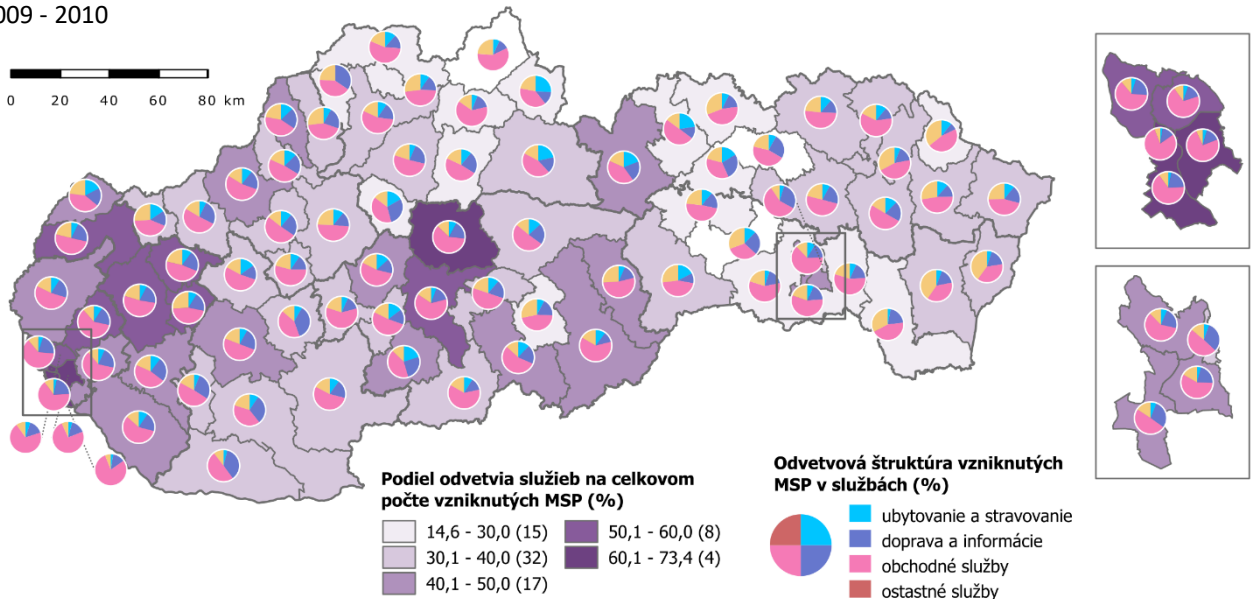 009 - 2010
0 20 40 60 80 km
Podiel odvetvia služieb na celkovom
počte vzniknutých MSP (%)
14,6 - 30,0 (15)
30,1 - 40,0 (32)
40,1 - 50,0 (17)
50,1 - 60,0 (8)
60,1 - 73,4 (4)
Odvetvová štruktúra vzniknutých
MSP v službách (%)
ubytovanie a stravovanie
doprava a informácie
obchodné služby
ostastné služby